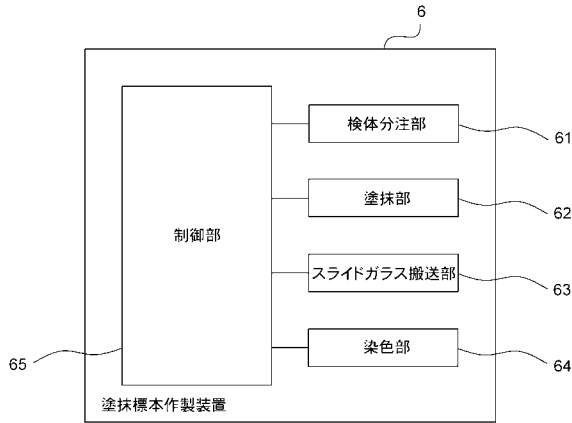 6
検体分注部
61
塗抹部
62
制御部
スライドガラス搬送部
63
染色部
64
65
塗抹標本作製装置